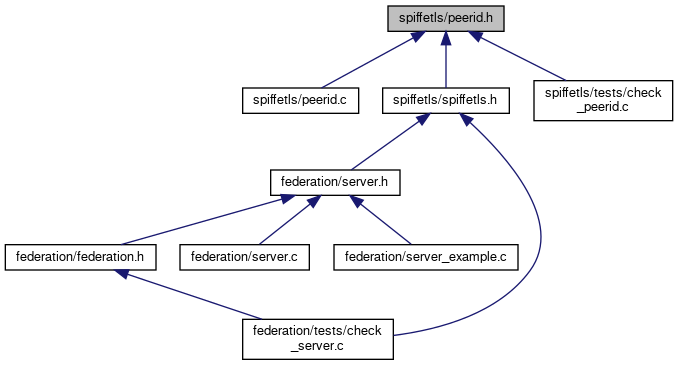 spiffetls/peerid.h
spiffetls/peerid.c
spiffetls/spiffetls.h
spiffetls/tests/check
_peerid.c
federation/server.h
federation/federation.h
federation/server.c
federation/server_example.c
federation/tests/check
_server.c